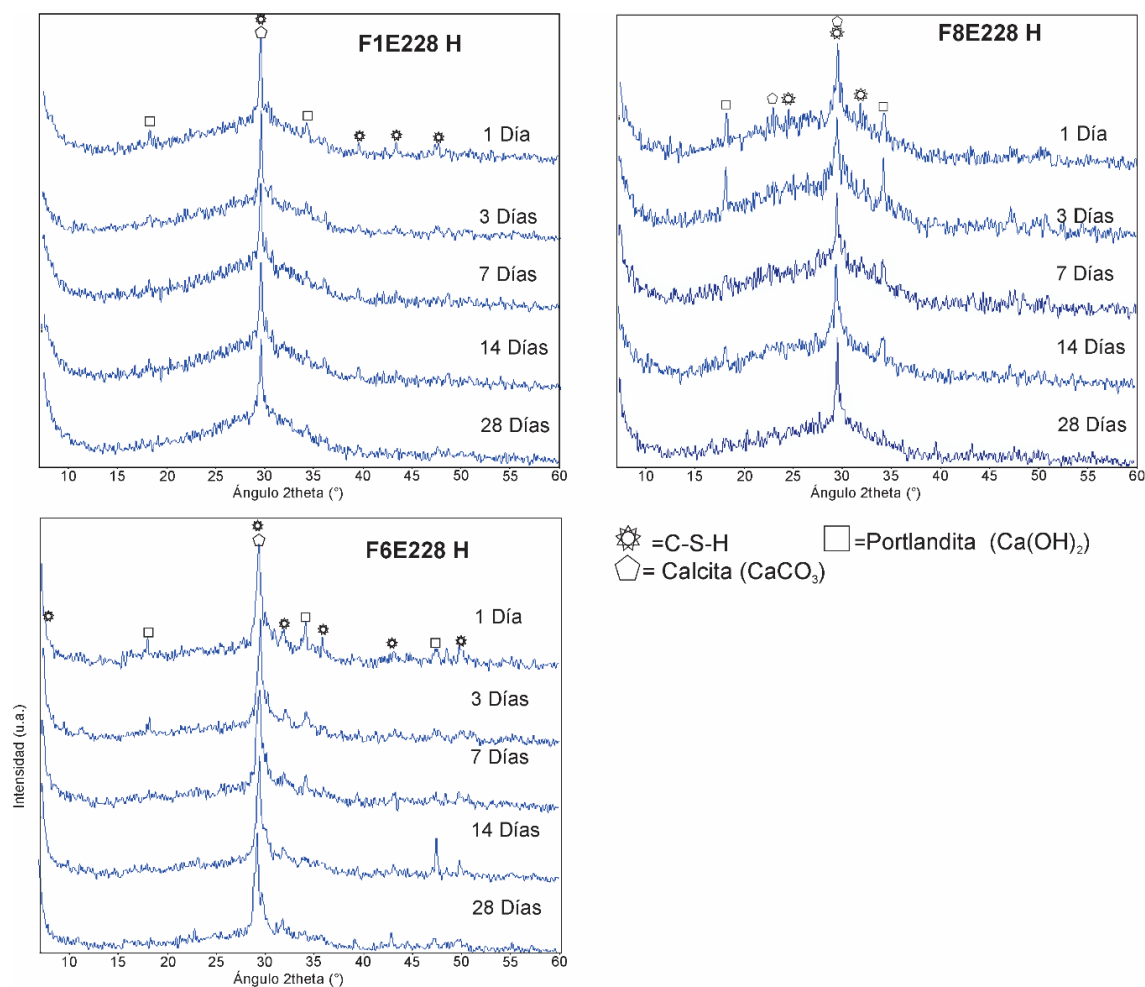 F1E228 H
1 Día
3 Días
7 Días
14 Días
28 Días
10 15 20 25 30 35 40 45 50 55 60
Ángulo 2theta (°)
F8E228 H
1 Día
3 Días
7 Días
14 Días
28 Días
10 15 20 25 30 35 40 45 50 55 60
Ángulo 2theta (°)
F6E228 H
1 Día
3 Días
7 Días
14 Días
28 Días
Intensidad (u.a.)
10 15 20 25 30 35 40 45 50 55 60
Ángulo 2theta (°)
=C-S-H
=Portlandita (Ca(OH)₂)
= Calcita (CaCO₃)